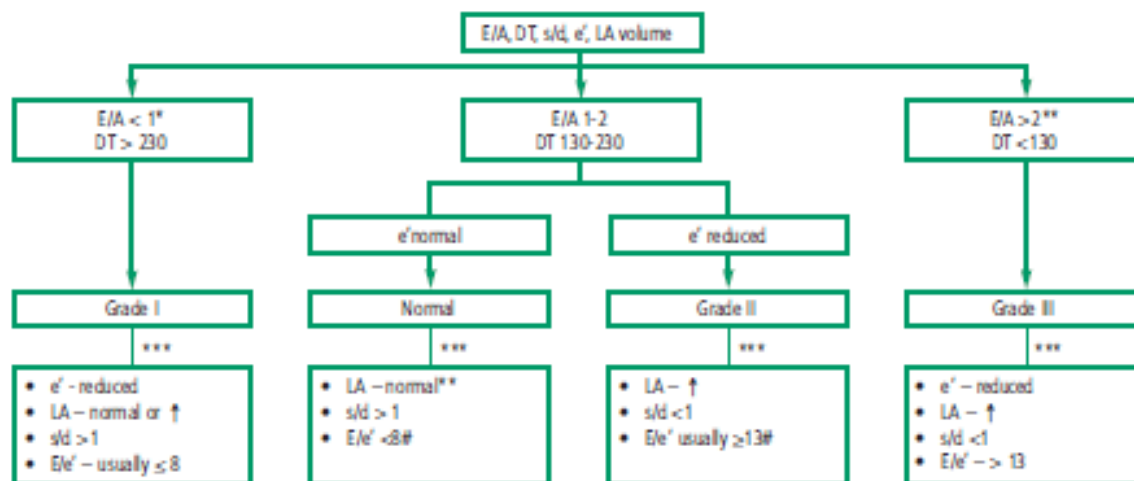 E/A, DT, s/d, e', LA volume
E/A < 1*
DT > 230
E/A 1-2
DT 130-230
E/A >2**
DT <130
e'normal
e' reduced
Grade I
Normal
Grade II
Grade III
***
***
***
***
• e' - reduced
• LA – normal or ↑
• s/d >1
• E/e' – usually ≤ 8
• LA – normal**
• s/d > 1
• E/e' <8#
• LA – ↑
• s/d <1
• E/e' usually ≥13#
• e' – reduced
• LA – ↑
• s/d <1
• E/e' – > 13